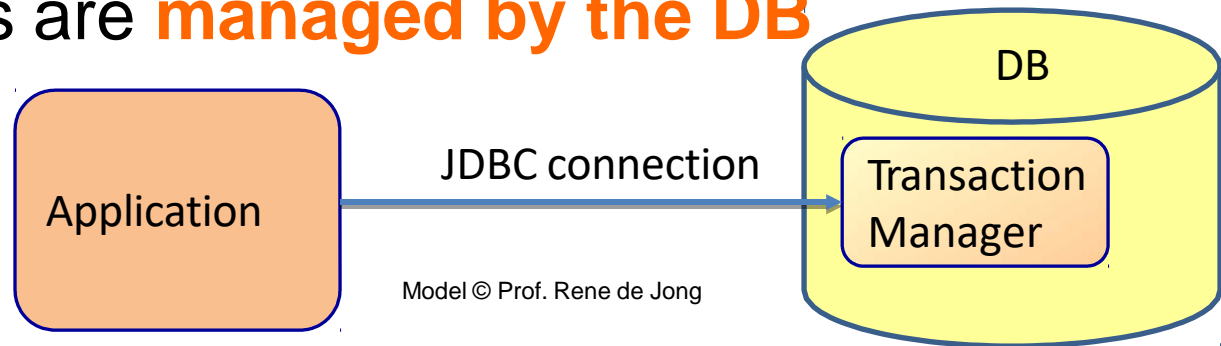 s are managed by the DB
DB
JDBC connection
Transaction
Manager
Application
Model © Prof. Rene de Jong